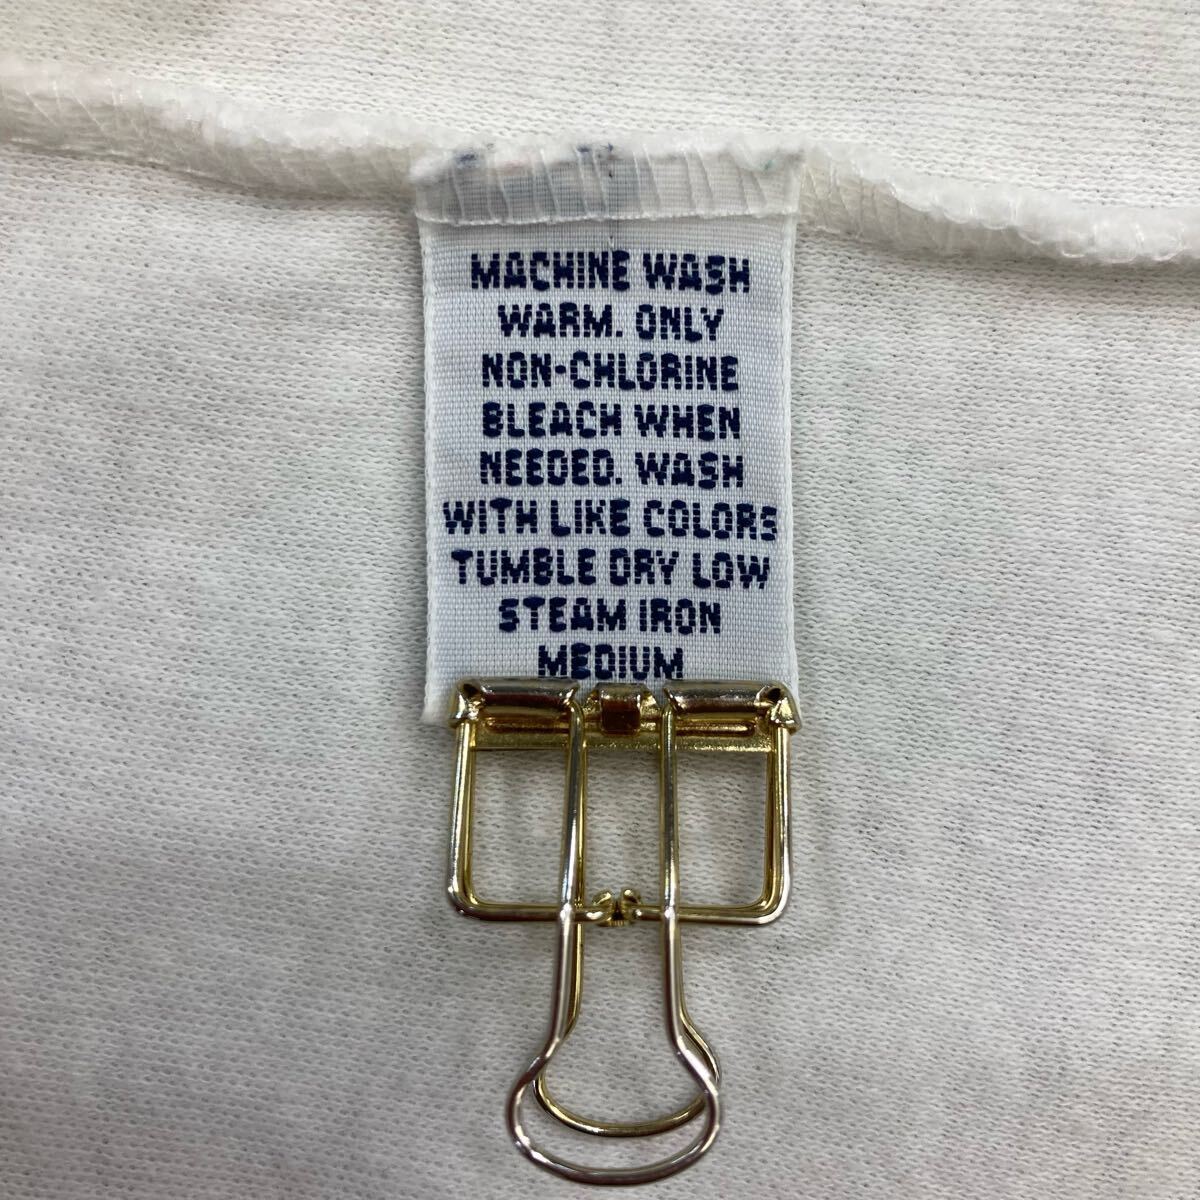 MACHINE WASH
WARM. ONLY
NON-CHLORINE
BLEACH WHEN
NEEDED. WASH
WITH LIKE COLORS
TUMBLE DRY LOW
STEAM IRON
MEDIUM